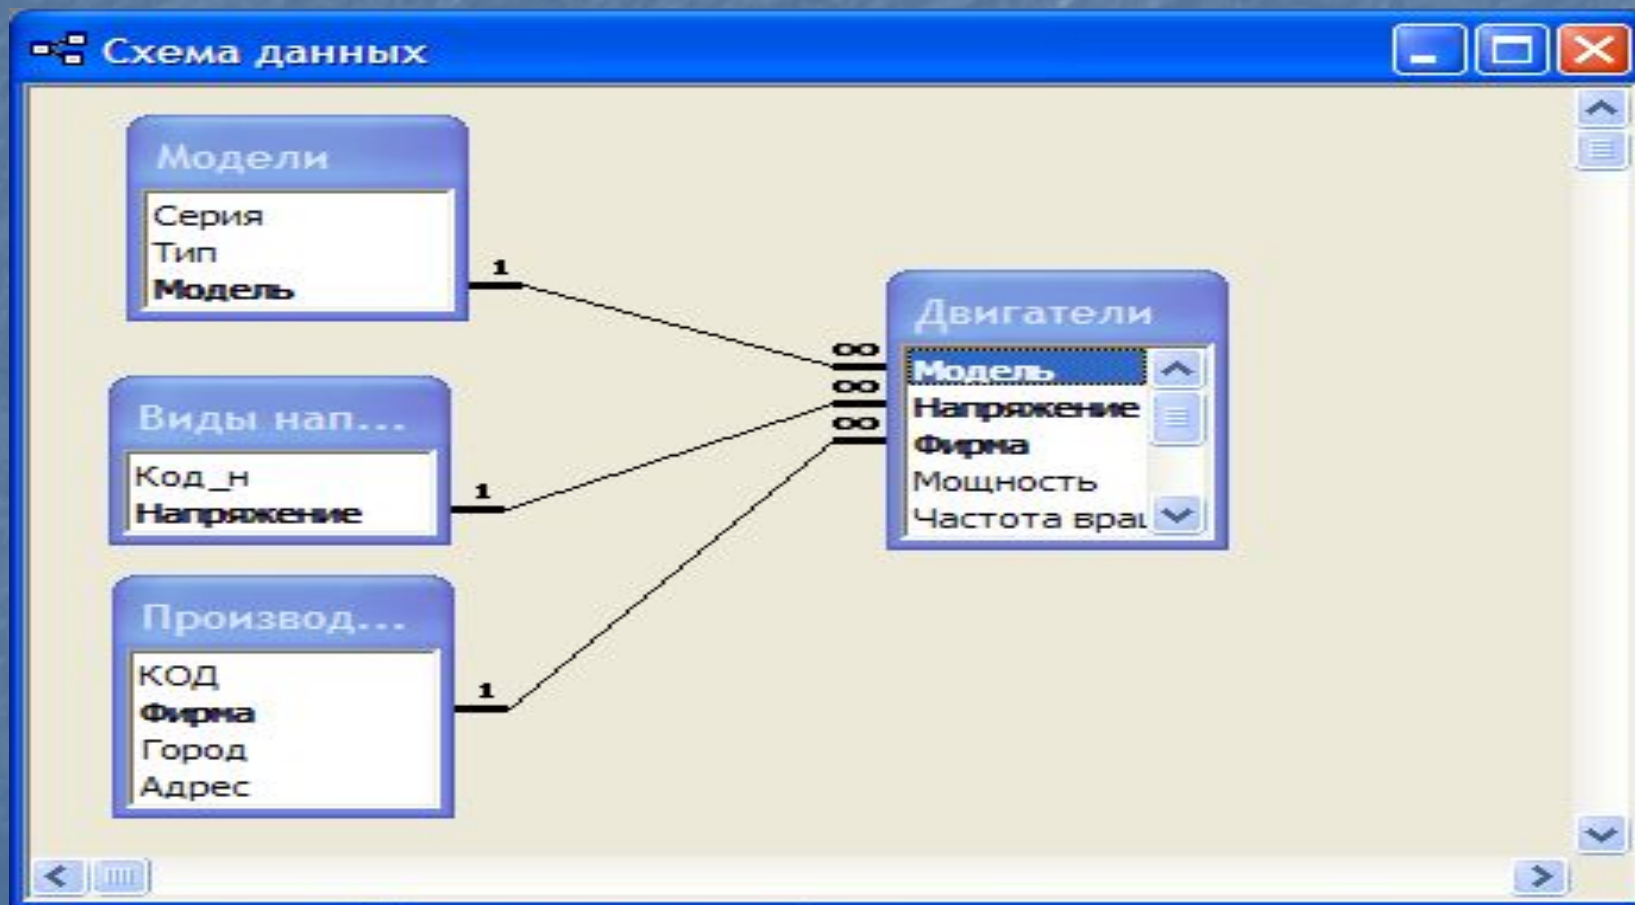 Схема данных
Модели
Серия
Тип
Модель
1
Виды нап...
Код_н
Напряжение
1
Производ...
КОД
Фирма
Город
Адрес
1
Двигатели
∞
Модель
∞
Напряжение
∞
Фирма
Мощность
Частота вращ